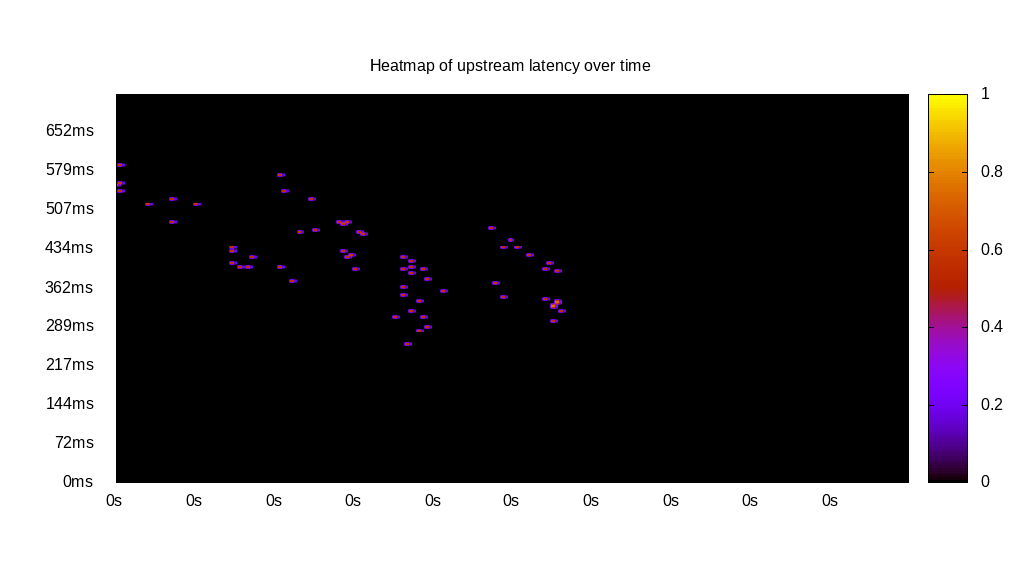 Heatmap of upstream latency over time
652ms
579ms
507ms
434ms
362ms
289ms
217ms
144ms
72ms
0ms
0s 0s 0s 0s 0s 0s 0s 0s 0s 0s
1
0.8
0.6
0.4
0.2
0